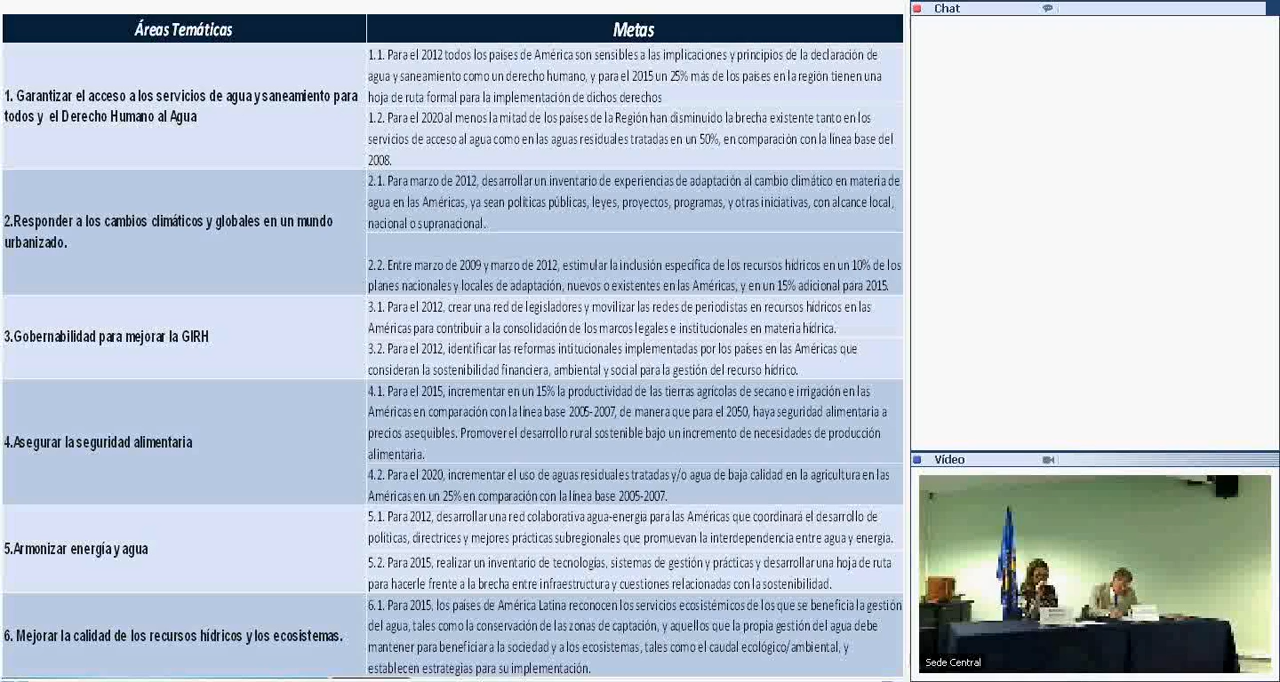 Áreas Temáticas
Metas
1. Garantizar el acceso a los servicios de agua y saneamiento para
todos y el Derecho Humano al Agua
1.1. Para el 2012 todos los países de América son sensibles a las implicaciones y principios de la declaración de
agua y saneamiento como un derecho humano, y para el 2015 un 25% más de los países en la región tienen una
hoja de ruta formal para la implementación de dichos derechos
1.2. Para el 2020 al menos la mitad de los países de la Región han disminuido la brecha existente tanto en los
servicios de acceso al agua como en las aguas residuales tratadas en un 50%, en comparación con la línea base del
2008.
2.Responder a los cambios climáticos y globales en un mundo
urbanizado.
2.1. Para marzo de 2012, desarrollar un inventario de experiencias de adaptación al cambio climático en materia de
agua en las Américas, ya sean políticas públicas, leyes, proyectos, programas, y otras iniciativas, con alcance local,
nacional o supranacional.
2.2. Entre marzo de 2009 y marzo de 2012, estimular la inclusión específica de los recursos hídricos en un 10% de los
planes nacionales y locales de adaptación, nuevos o existentes en las Américas, y en un 15% adicional para 2015.
3.Gobernabilidad para mejorar la GIRH
3.1. Para el 2012, crear una red de legisladores y movilizar las redes de periodistas en recursos hídricos en las
Américas para contribuir a la consolidación de los marcos legales e institucionales en materia hídrica.
3.2. Para el 2012, identificar las reformas intitucionales implementadas por los países en las Américas que
consideran la sostenibilidad financiera, ambiental y social para la gestión del recurso hídrico.
4.Asegurar la seguridad alimentaria
4.1. Para el 2015, incrementar en un 15% la productividad de las tierras agrícolas de secano e irrigación en las
Américas en comparación con la línea base 2005-2007, de manera que para el 2050, haya seguridad alimentaria a
precios asequibles. Promover el desarrollo rural sostenible bajo un incremento de necesidades de producción
alimentaria.
4.2. Para el 2020, incrementar el uso de aguas residuales tratadas y/o agua de baja calidad en la agricultura en las
Américas en un 25% en comparación con la línea base 2005-2007.
5.Armonizar energía y agua
5.1. Para 2012, desarrollar una red colaborativa agua-energía para las Américas que coordinará el desarrollo de
políticas, directrices y mejores prácticas subregionales que promuevan la interdependencia entre agua y energía.
5.2. Para 2015, realizar un inventario de tecnologías, sistemas de gestión y prácticas y desarrollar una hoja de ruta
para hacerle frente a la brecha entre infraestructura y cuestiones relacionadas con la sostenibilidad.
6. Mejorar la calidad de los recursos hídricos y los ecosistemas.
6.1. Para 2015, los países de América Latina reconocen los servicios ecosistémicos de los que se beneficia la gestión
del agua, tales como la conservación de las zonas de captación, y aquellos que la propia gestión del agua debe
mantener para beneficiar a la sociedad y a los ecosistemas, tales como el caudal ecológico/ambiental, y
establecen estrategias para su implementación.
Chat
Vídeo
Sede Central